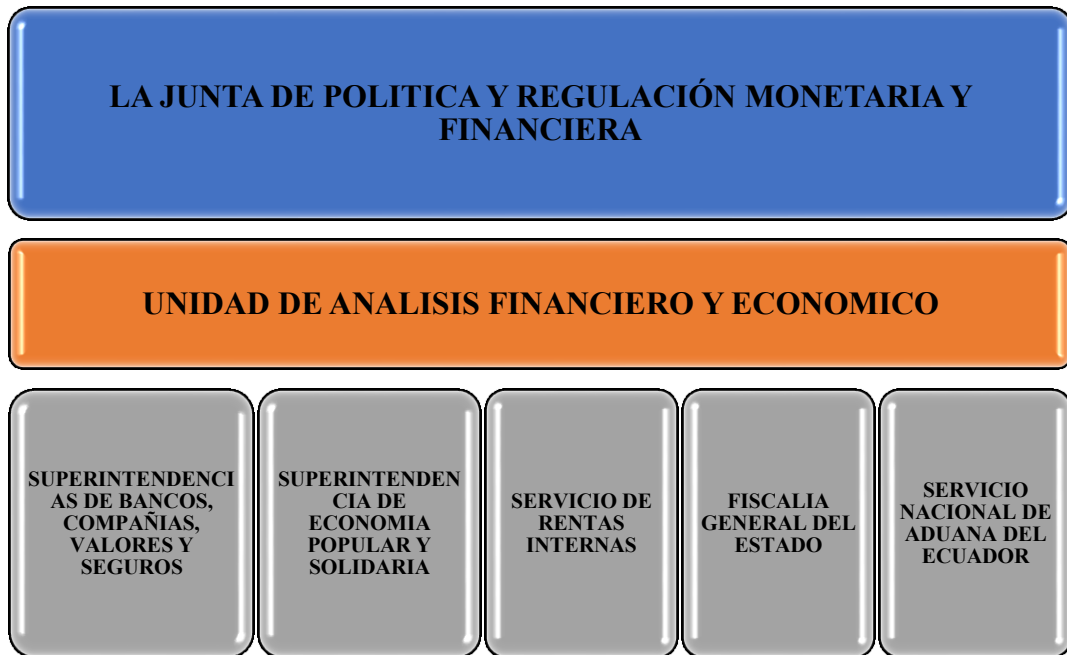 LA JUNTA DE POLITICA Y REGULACIÓN MONETARIA Y
FINANCIERA
UNIDAD DE ANALISIS FINANCIERO Y ECONOMICO
SUPERINTENDENCI
AS DE BANCOS,
COMPAÑIAS,
VALORES Y
SEGUROS
SUPERINTENDEN
CIA DE
ECONOMIA
POPULAR Y
SOLIDARIA
SERVICIO DE
RENTAS
INTERNAS
FISCALIA
GENERAL DEL
ESTADO
SERVICIO
NACIONAL DE
ADUANA DEL
ECUADOR